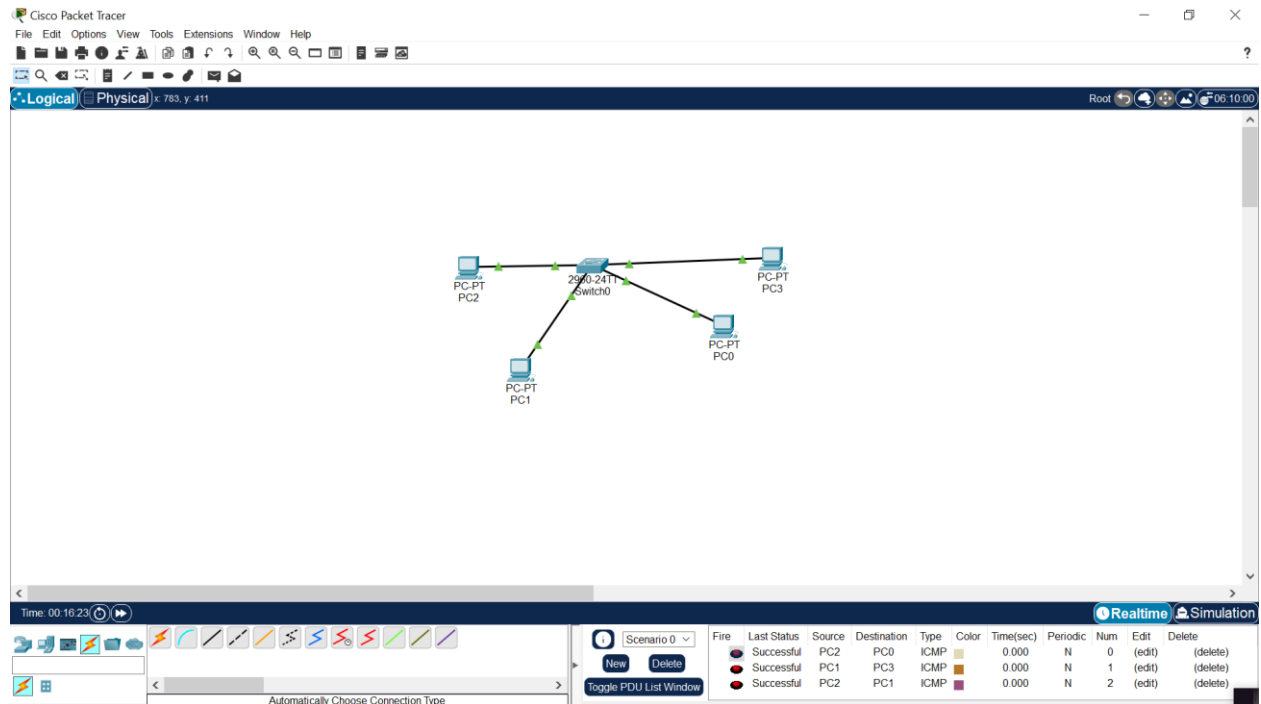 Cisco Packet Tracer
File Edit Options View Tools Extensions Window Help
?
Logical Physical x: 783, y: 411 Root 06:10:00
PC-PT
PC2
2960-24TT
Switch0
PC-PT
PC3
PC-PT
PC0
PC-PT
PC1
Time: 00:16:23 Realtime Simulation
Scenario 0
New Delete
Toggle PDU List Window
Fire Last Status Source Destination Type Color Time(sec) Periodic Num Edit Delete
Successful PC2 PC0 ICMP 0.000 N 0 (edit) (delete)
Successful PC1 PC3 ICMP 0.000 N 1 (edit) (delete)
Successful PC2 PC1 ICMP 0.000 N 2 (edit) (delete)
Automatically Choose Connection Type